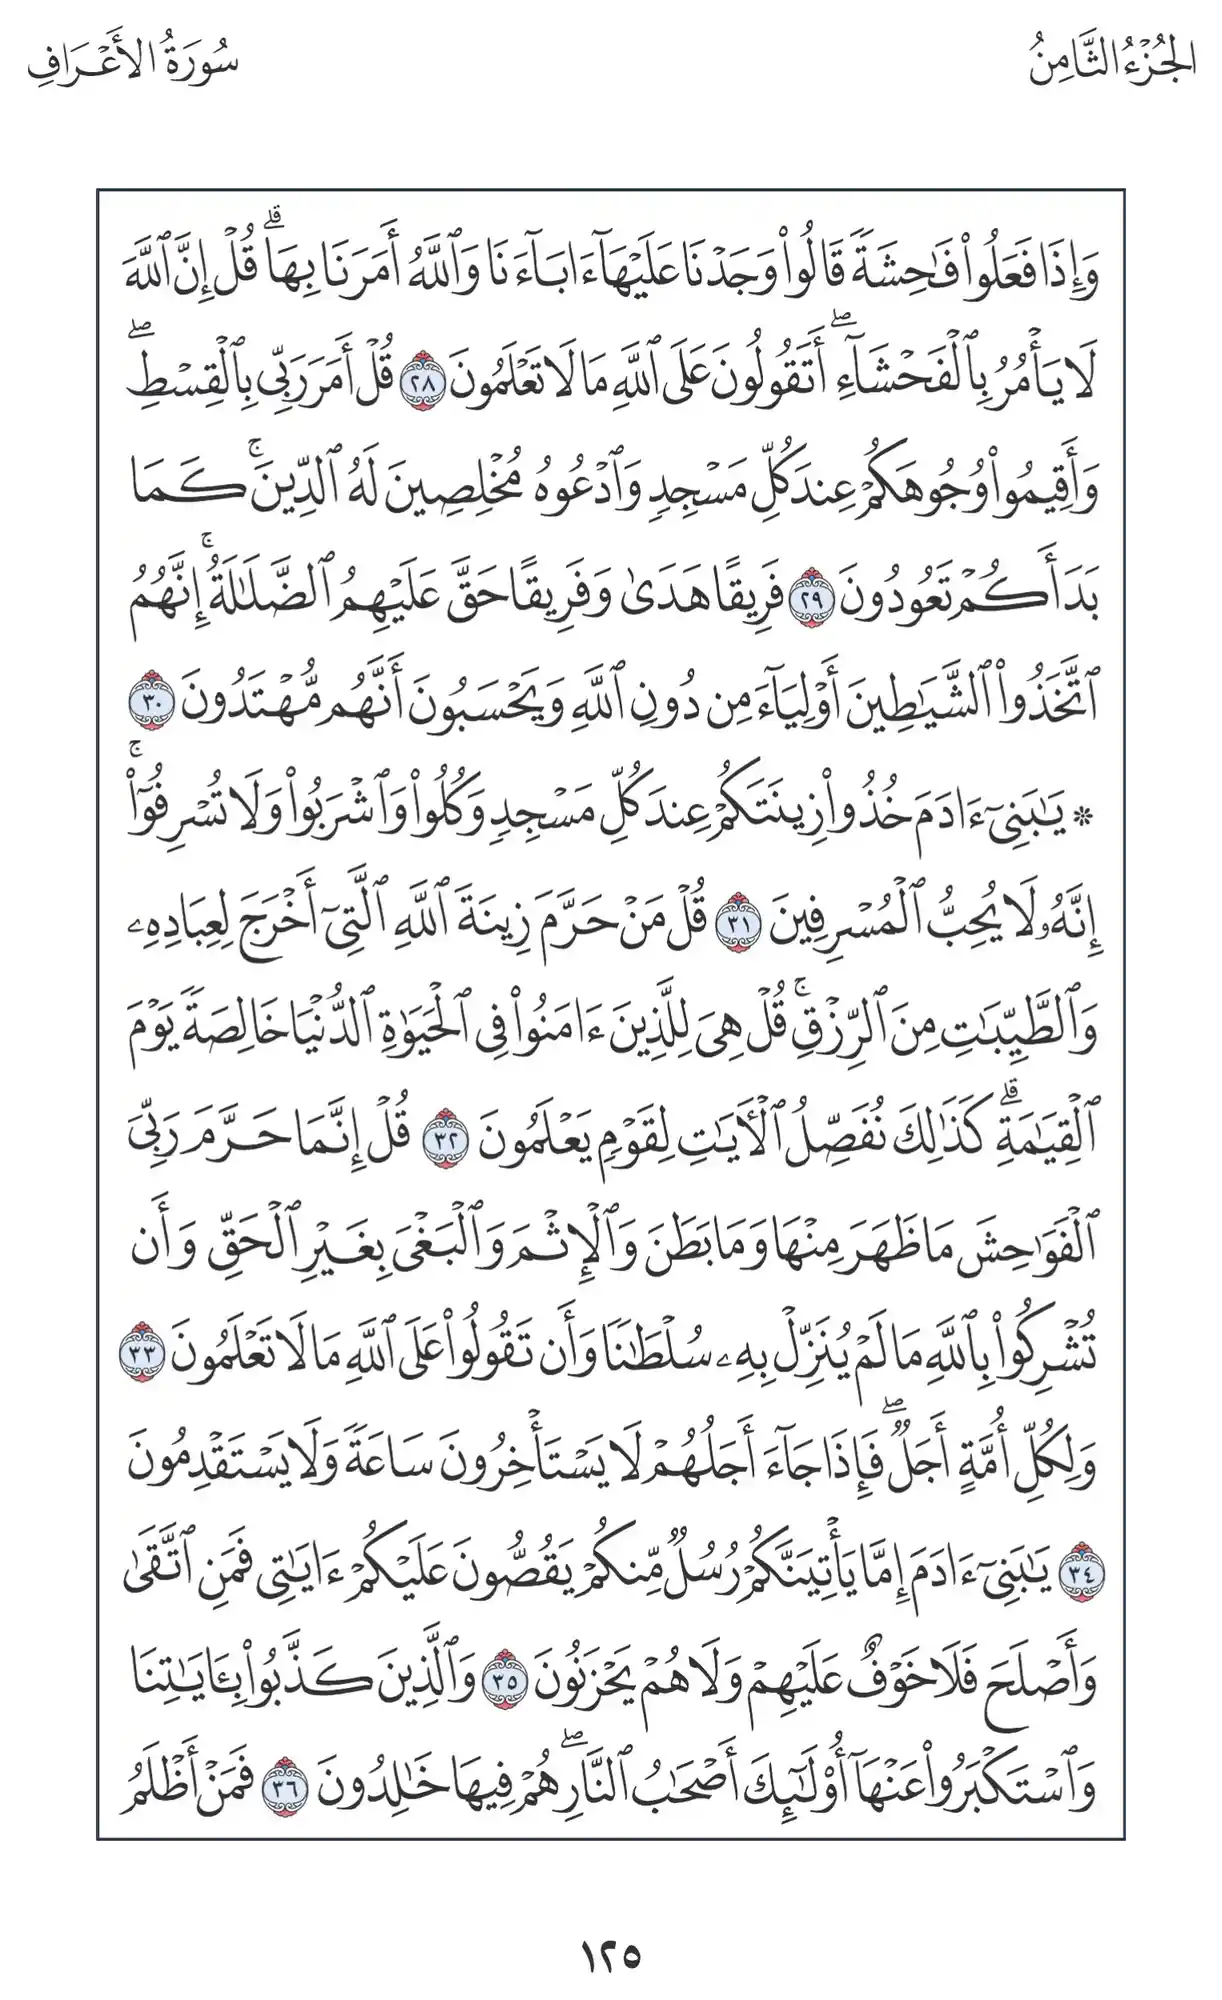 الجُزْءُ الثَّامِنُ
سُورَةُ الأَعْرَافِ
وَإِذَا فَعَلُواْ فَٰحِشَةٗ قَالُواْ وَجَدۡنَا عَلَيۡهَآ ءَابَآءَنَا وَٱللَّهُ أَمَرَنَا بِهَاۗ قُلۡ إِنَّ ٱللَّهَ
لَا يَأۡمُرُ بِٱلۡفَحۡشَآءِۖ أَتَقُولُونَ عَلَى ٱللَّهِ مَا لَا تَعۡلَمُونَ ٢٨ قُلۡ أَمَرَ رَبِّي بِٱلۡقِسۡطِۖ
وَأَقِيمُواْ وُجُوهَكُمۡ عِندَ كُلِّ مَسۡجِدٖ وَٱدۡعُوهُ مُخۡلِصِينَ لَهُ ٱلدِّينَۚ كَمَا
بَدَأَكُمۡ تَعُودُونَ ٢٩ فَرِيقًا هَدَىٰ وَفَرِيقًا حَقَّ عَلَيۡهِمُ ٱلضَّلَٰلَةُۚ إِنَّهُمُ
ٱتَّخَذُواْ ٱلشَّيَٰطِينَ أَوۡلِيَآءَ مِن دُونِ ٱللَّهِ وَيَحۡسَبُونَ أَنَّهُم مُّهۡتَدُونَ ٣٠
* يَٰبَنِيٓ ءَادَمَ خُذُواْ زِينَتَكُمۡ عِندَ كُلِّ مَسۡجِدٖ وَكُلُواْ وَٱشۡرَبُواْ وَلَا تُسۡرِفُوٓاْۚ
إِنَّهُۥ لَا يُحِبُّ ٱلۡمُسۡرِفِينَ ٣١ قُلۡ مَنۡ حَرَّمَ زِينَةَ ٱللَّهِ ٱلَّتِيٓ أَخۡرَجَ لِعِبَادِهِۦ
وَٱلطَّيِّبَٰتِ مِنَ ٱلرِّزۡقِۚ قُلۡ هِيَ لِلَّذِينَ ءَامَنُواْ فِي ٱلۡحَيَوٰةِ ٱلدُّنۡيَا خَالِصَةٗ يَوۡمَ
ٱلۡقِيَٰمَةِۗ كَذَٰلِكَ نُفَصِّلُ ٱلۡأٓيَٰتِ لِقَوۡمٖ يَعۡلَمُونَ ٣٢ قُلۡ إِنَّمَا حَرَّمَ رَبِّيَ
ٱلۡفَوَٰحِشَ مَا ظَهَرَ مِنۡهَا وَمَا بَطَنَ وَٱلۡإِثۡمَ وَٱلۡبَغۡيَ بِغَيۡرِ ٱلۡحَقِّ وَأَن
تُشۡرِكُواْ بِٱللَّهِ مَا لَمۡ يُنَزِّلۡ بِهِۦ سُلۡطَٰنٗا وَأَن تَقُولُواْ عَلَى ٱللَّهِ مَا لَا تَعۡلَمُونَ ٣٣
وَلِكُلِّ أُمَّةٍ أَجَلٞۖ فَإِذَا جَآءَ أَجَلُهُمۡ لَا يَسۡتَأۡخِرُونَ سَاعَةٗ وَلَا يَسۡتَقۡدِمُونَ
٣٤ يَٰبَنِيٓ ءَادَمَ إِمَّا يَأۡتِيَنَّكُمۡ رُسُلٞ مِّنكُمۡ يَقُصُّونَ عَلَيۡكُمۡ ءَايَٰتِي فَمَنِ ٱتَّقَىٰ
وَأَصۡلَحَ فَلَا خَوۡفٌ عَلَيۡهِمۡ وَلَا هُمۡ يَحۡزَنُونَ ٣٥ وَٱلَّذِينَ كَذَّبُواْ بِـَٔايَٰتِنَا
وَٱسۡتَكۡبَرُواْ عَنۡهَآ أُوْلَٰٓئِكَ أَصۡحَٰبُ ٱلنَّارِۖ هُمۡ فِيهَا خَٰلِدُونَ ٣٦ فَمَنۡ أَظۡلَمُ
١٢٥